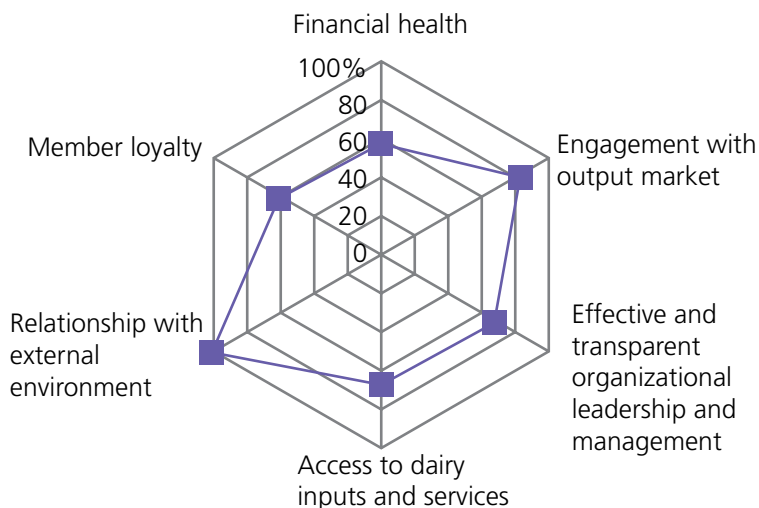 Financial health
100%
80
60
40
20
0
Member loyalty
Engagement with
output market
Relationship with
external
environment
Effective and
transparent
organizational
leadership and
management
Access to dairy
inputs and services